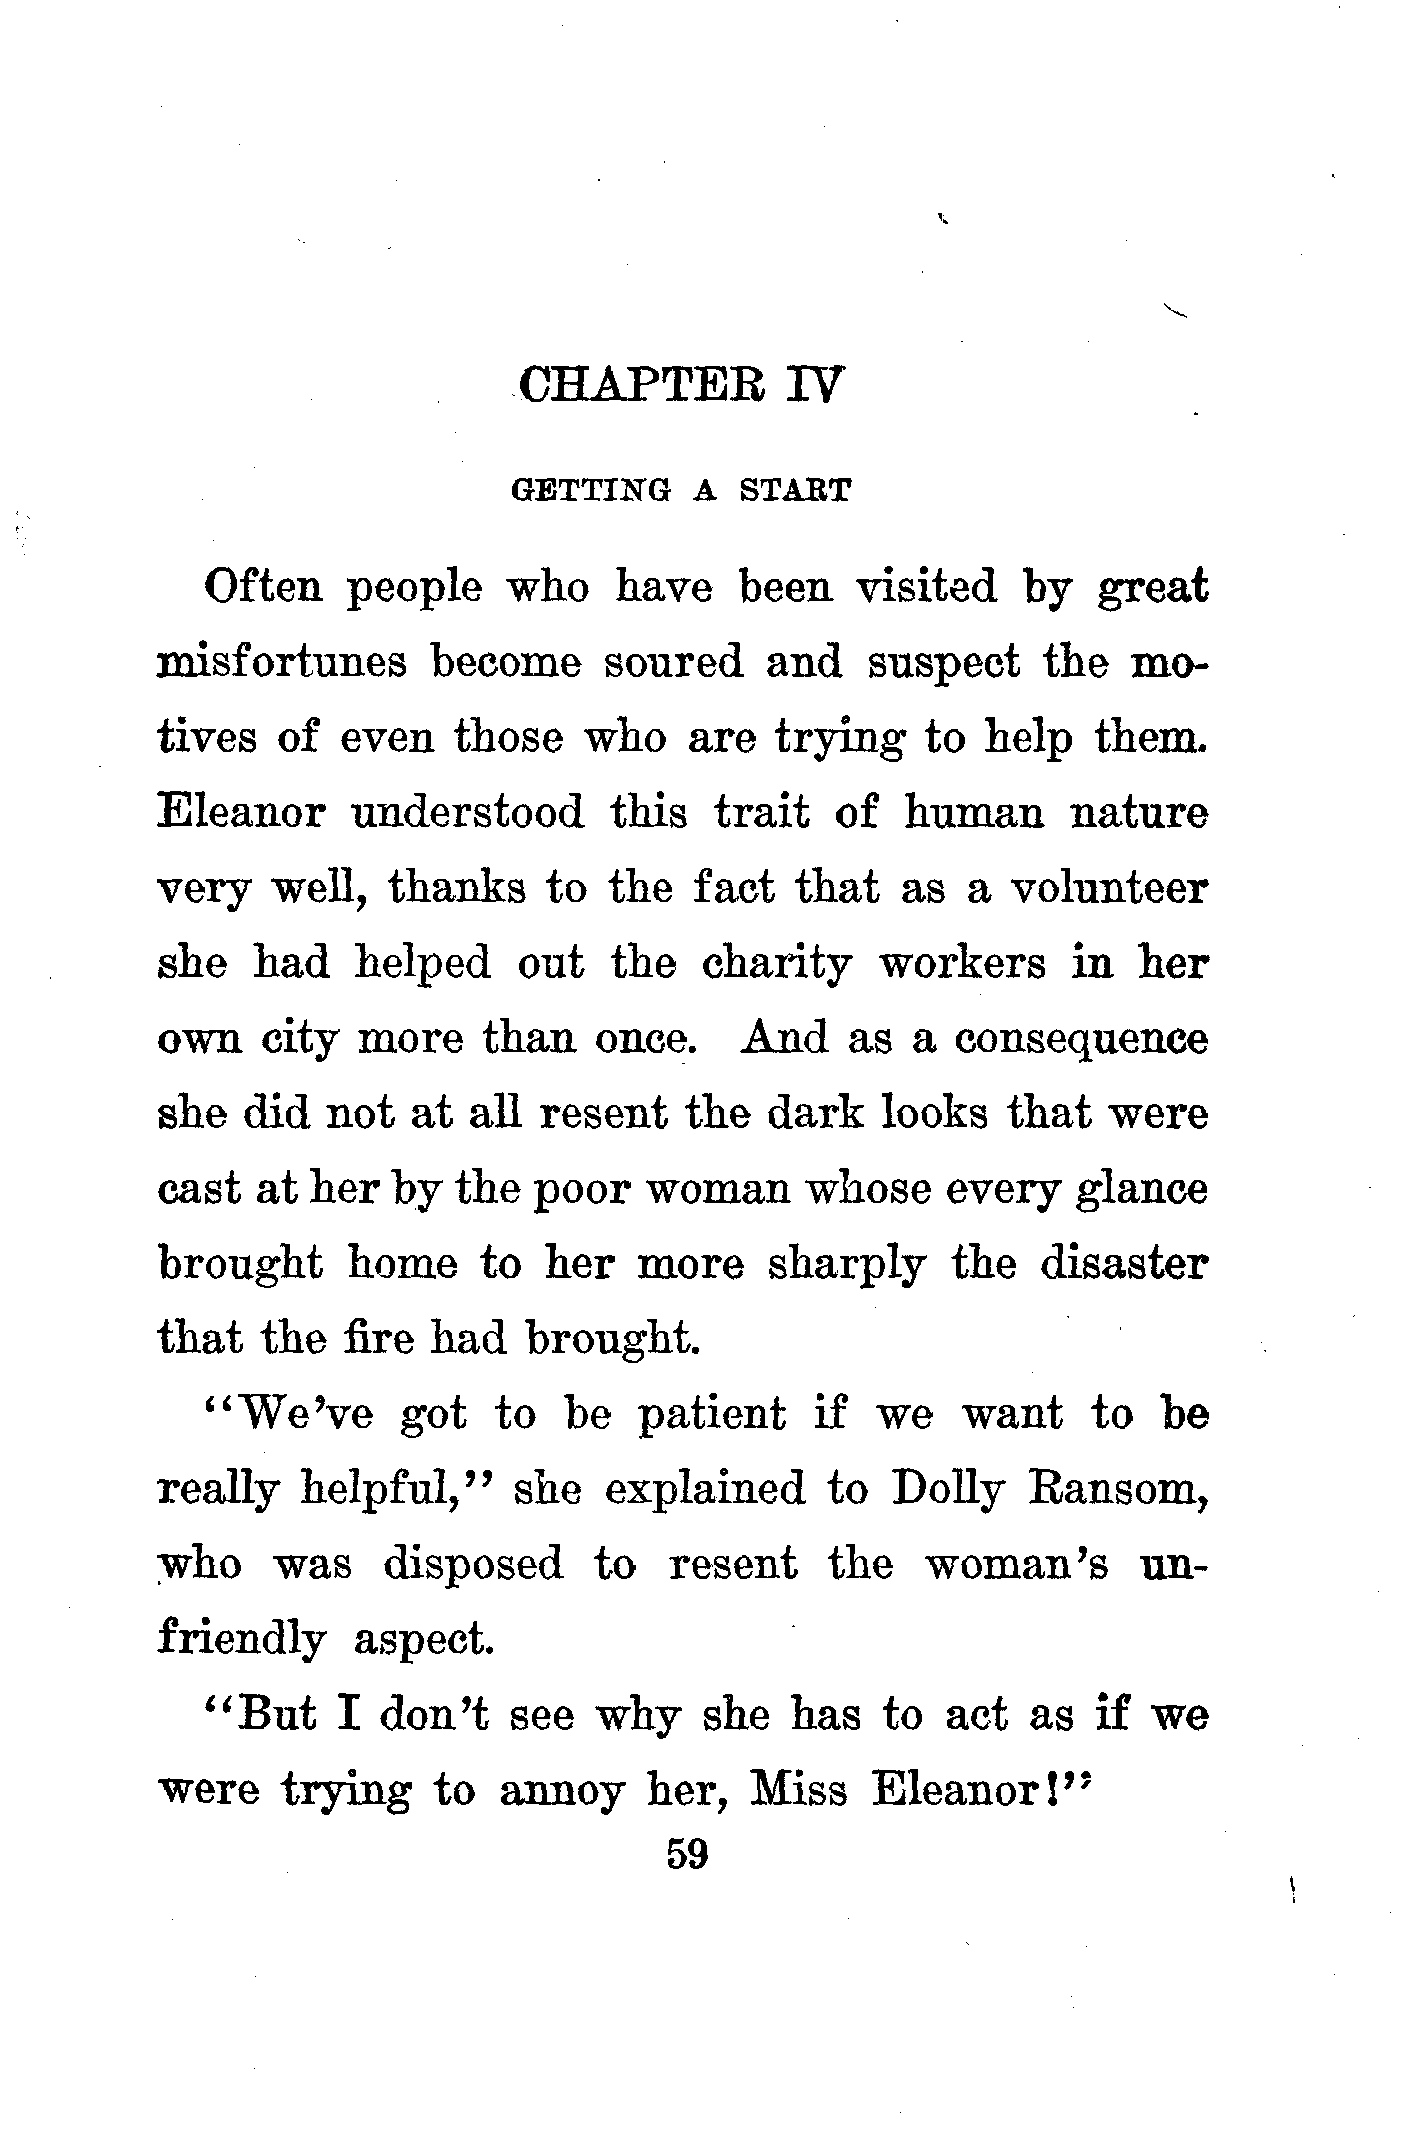 CHAPTER IV
GETTING A START
Often people who have been visited by great
misfortunes become soured and suspect the mo-
tives of even those who are trying to help them.
Eleanor understood this trait of human nature
very well, thanks to the fact that as a volunteer
she had helped out the charity workers in her
own city more than once. And as a consequence
she did not at all resent the dark looks that were
cast at her by the poor woman whose every glance
brought home to her more sharply the disaster
that the fire had brought.
"We've got to be patient if we want to be
really helpful," she explained to Dolly Ransom,
who was disposed to resent the woman's un-
friendly aspect.
"But I don't see why she has to act as if we
were trying to annoy her, Miss Eleanor!"
59